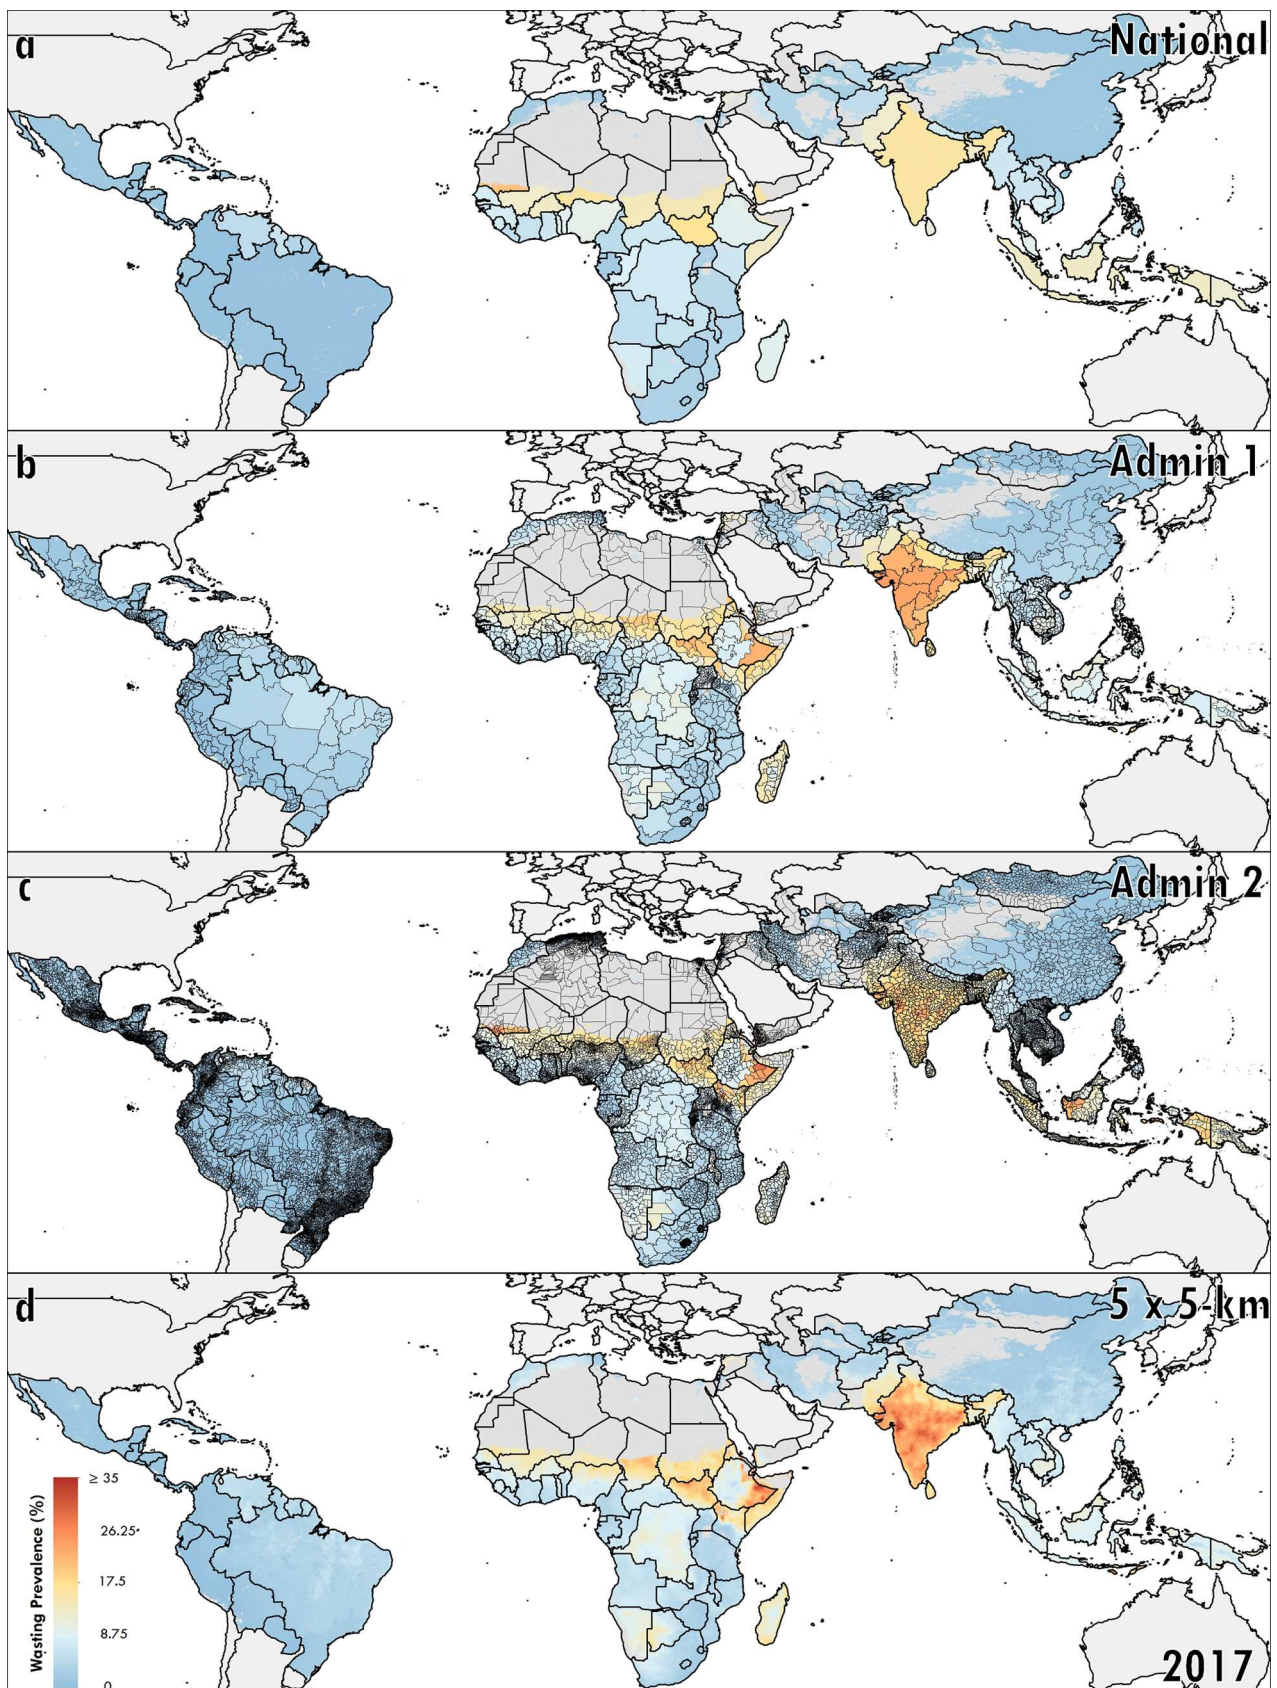 a
National
b
Admin 1
c
Admin 2
d
5 x 5-km
≥ 35
26.25
17.5
8.75
0
Wasting Prevalence (%)
2017